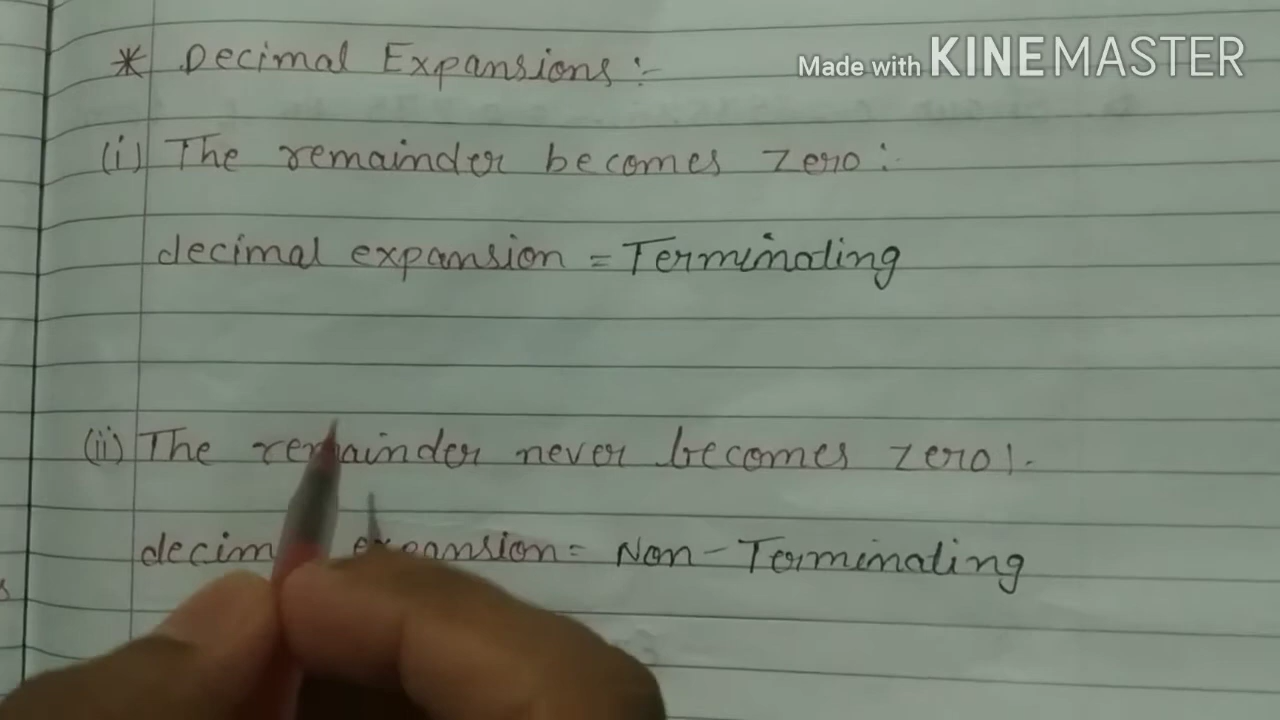 * Decimal Expansions :-
Made with KINEMASTER
(i) The remainder becomes zero :
decimal expansion = Terminating
(ii) The remainder never becomes zero :-
expansion = Non-Terminating